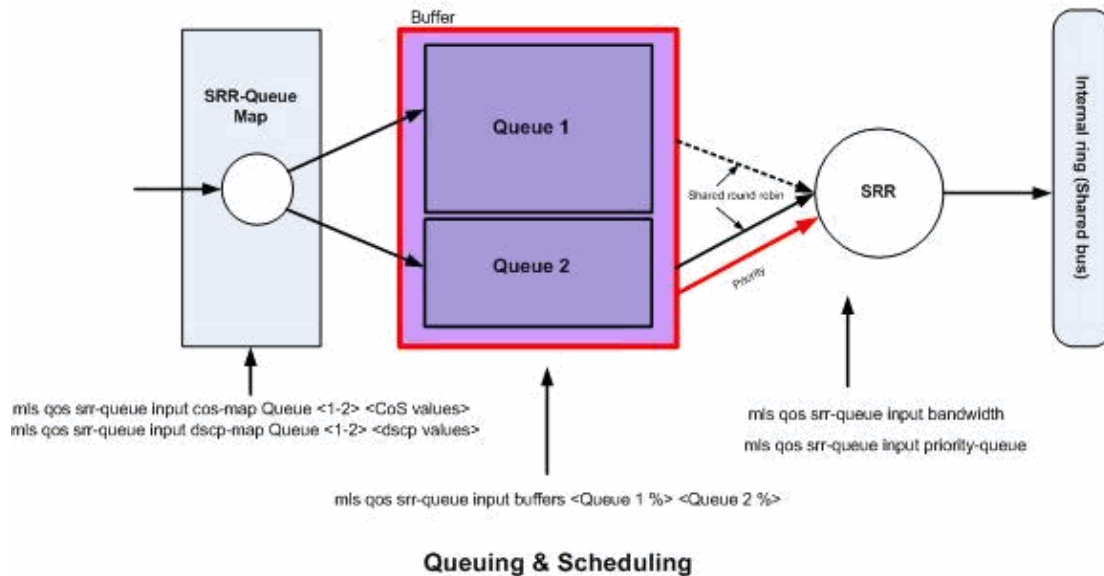 Buffer
SRR-Queue
Map
Queue 1
Queue 2
Shared round robin
Priority
SRR
Internal ring (Shared bus)
mls qos srr-queue input cos-map Queue <1-2> <CoS values>
mls qos srr-queue input dscp-map Queue <1-2> <dscp values>
mls qos srr-queue input bandwidth
mls qos srr-queue input priority-queue
mls qos srr-queue input buffers <Queue 1 %> <Queue 2 %>
Queuing & Scheduling